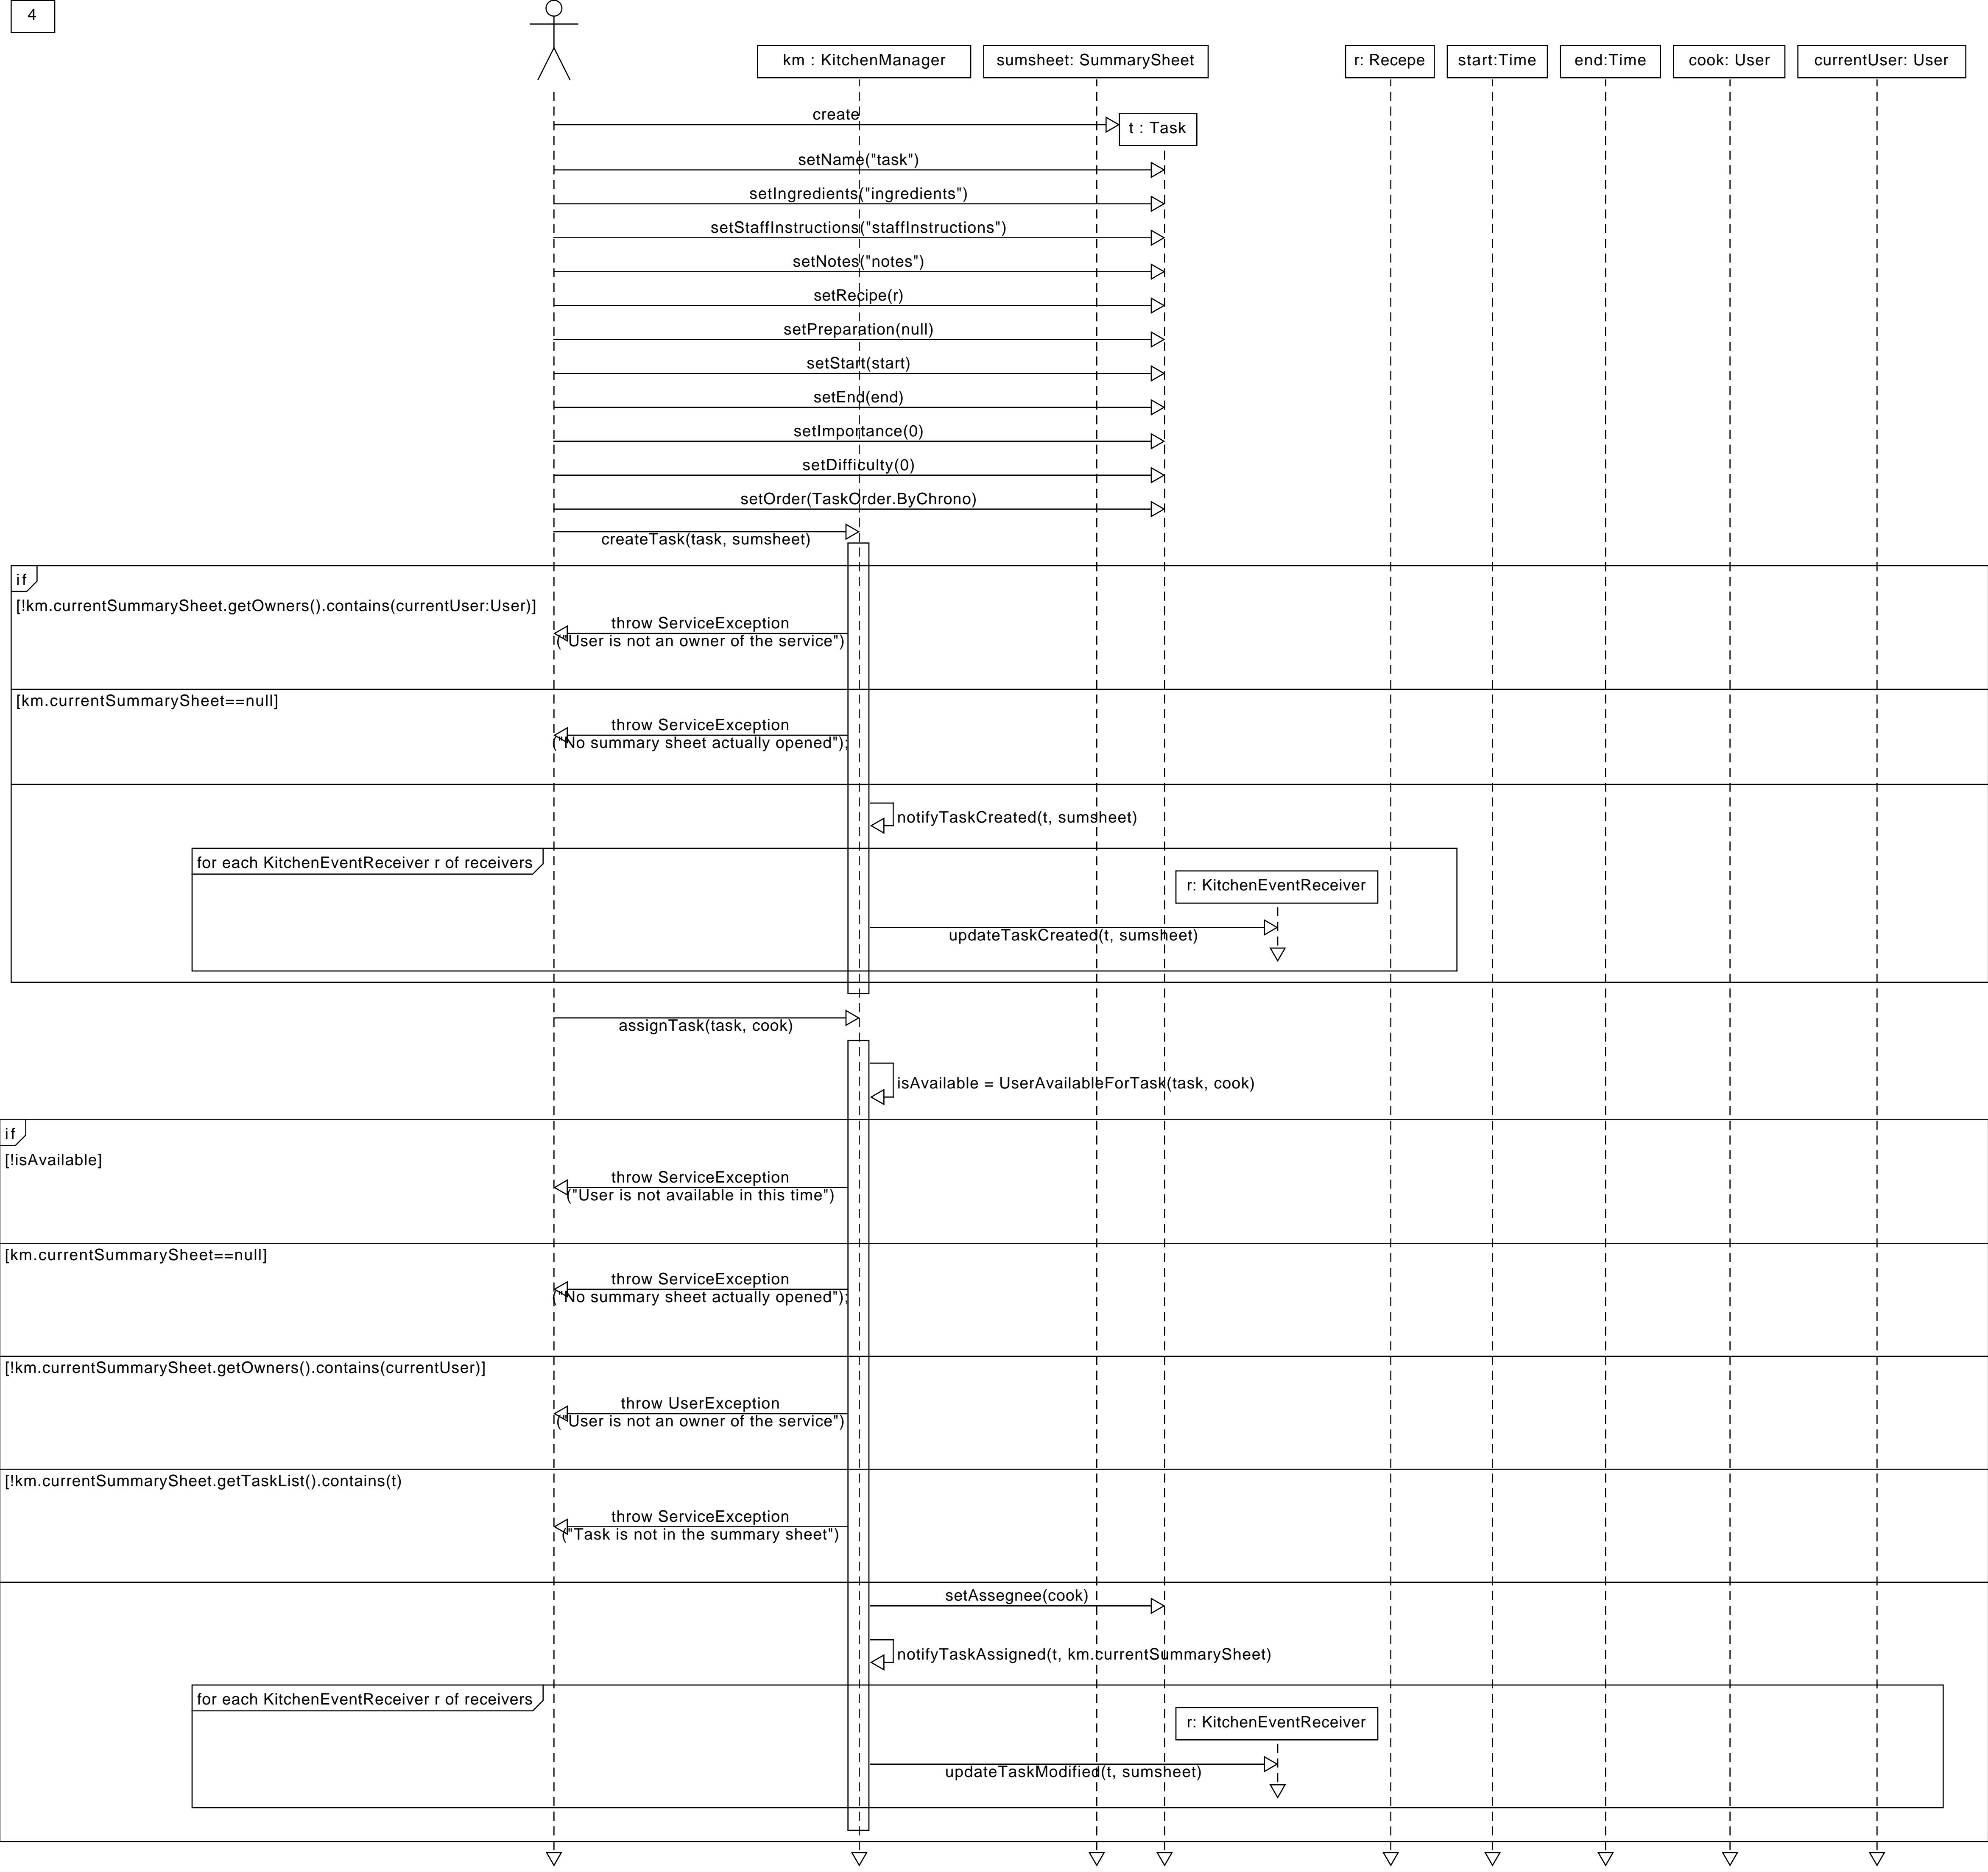 4
km : KitchenManager
sumsheet: SummarySheet
r: Recepe
start:Time
end:Time
cook: User
currentUser: User
create
t : Task
setName("task")
setIngredients("ingredients")
setStaffInstructions("staffInstructions")
setNotes("notes")
setRecipe(r)
setPreparation(null)
setStart(start)
setEnd(end)
setImportance(0)
setDifficulty(0)
setOrder(TaskOrder.ByChrono)
createTask(task, sumsheet)
if
[!km.currentSummarySheet.getOwners().contains(currentUser:User)]
throw ServiceException
("User is not an owner of the service")
[km.currentSummarySheet==null]
throw ServiceException
("No summary sheet actually opened");
notifyTaskCreated(t, sumsheet)
for each KitchenEventReceiver r of receivers
r: KitchenEventReceiver
updateTaskCreated(t, sumsheet)
assignTask(task, cook)
isAvailable = UserAvailableForTask(task, cook)
if
[!isAvailable]
throw ServiceException
("User is not available in this time")
[km.currentSummarySheet==null]
throw ServiceException
("No summary sheet actually opened");
[!km.currentSummarySheet.getOwners().contains(currentUser)]
throw UserException
("User is not an owner of the service")
[!km.currentSummarySheet.getTaskList().contains(t)
throw ServiceException
("Task is not in the summary sheet")
setAssegnee(cook)
notifyTaskAssigned(t, km.currentSummarySheet)
for each KitchenEventReceiver r of receivers
r: KitchenEventReceiver
updateTaskModified(t, sumsheet)